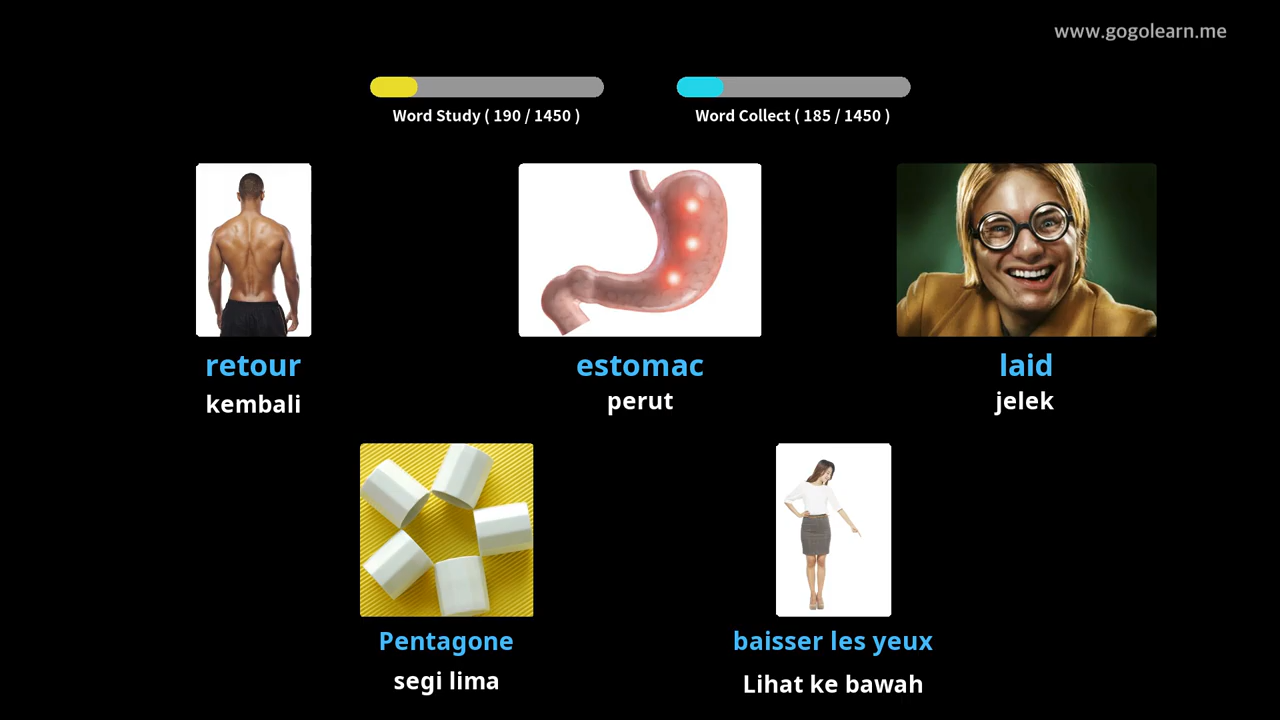 www.gogolearn.me
Word Study ( 190 / 1450 )
Word Collect ( 185 / 1450 )
retour
kembali
estomac
perut
laid
jelek
Pentagone
segi lima
baisser les yeux
Lihat ke bawah